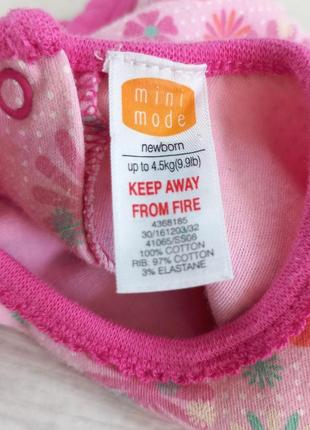 mini
mode
newborn
up to 4.5kg(9.9lb)
KEEP AWAY
FROM FIRE
4368185
30/161203/32
41065/SS06
100% COTTON
RIB: 97% COTTON
3% ELASTANE